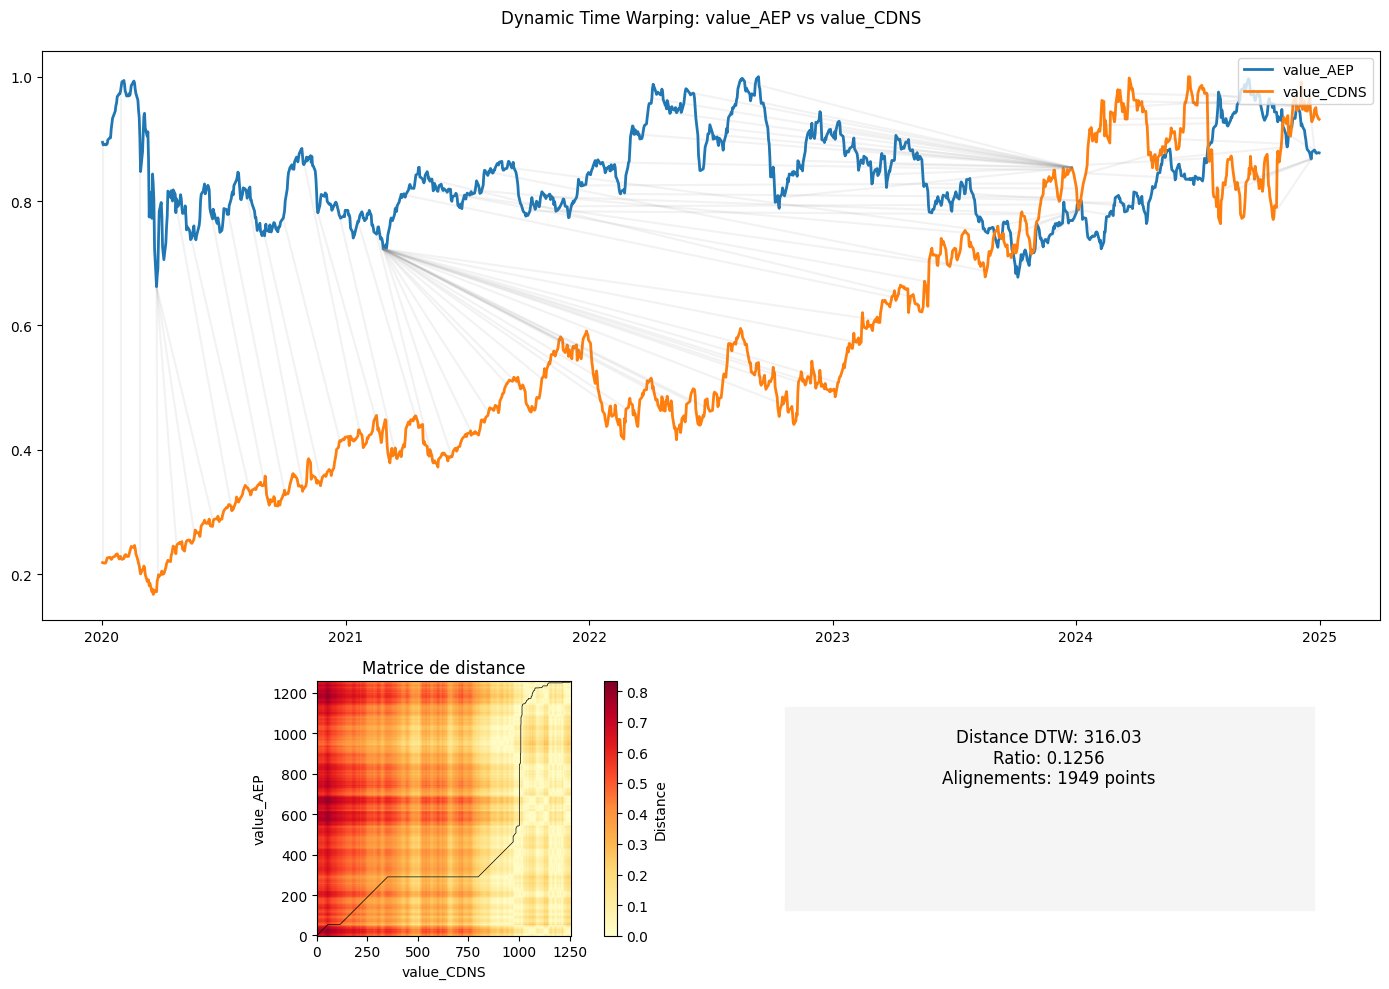 Dynamic Time Warping: value_AEP vs value_CDNS
value_AEP
value_CDNS
1.0
0.8
0.6
0.4
0.2
2020 2021 2022 2023 2024 2025
Matrice de distance
value_AEP
1200
1000
800
600
400
200
0
0 250 500 750 1000 1250
value_CDNS
0.8
0.7
0.6
0.5
0.4
0.3
0.2
0.1
0.0
Distance
Distance DTW: 316.03
Ratio: 0.1256
Alignements: 1949 points